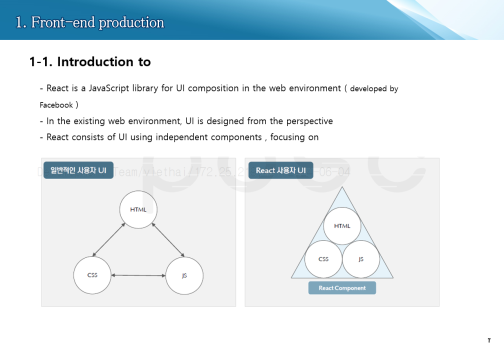 1. Front-end production
1-1. Introduction to
- React is a JavaScript library for UI composition in the web environment ( developed by
Facebook )
- In the existing web environment, UI is designed from the perspective
- React consists of UI using independent components , focusing on
일반적인 사용자 UI
React 사용자 UI
HTML
CSS
JS
HTML
CSS
JS
React Component
7